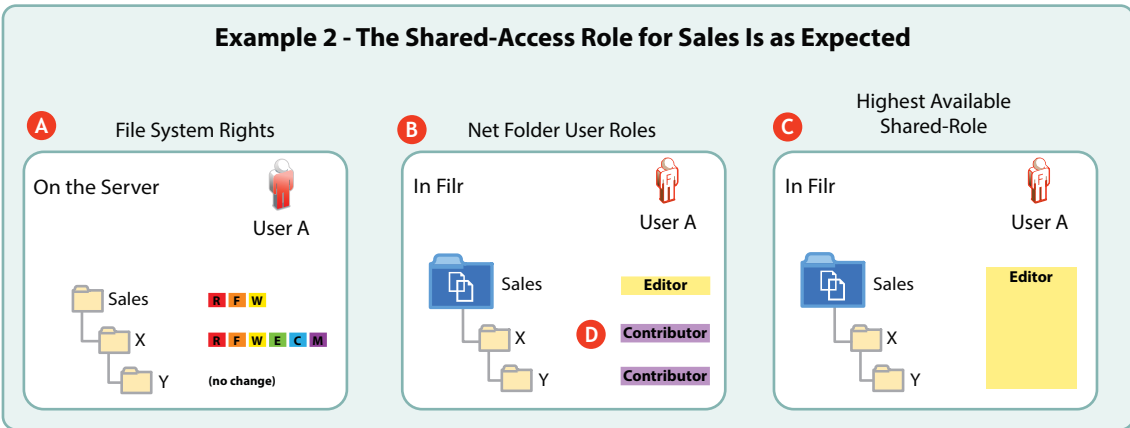 Example 2 - The Shared-Access Role for Sales Is as Expected
A
File System Rights
On the Server
User A
Sales
R F W
X
R F W E C M
Y
(no change)
B
Net Folder User Roles
In Filr
F
User A
Sales
Editor
X
D
Contributor
Y
Contributor
C
Highest Available
Shared-Role
In Filr
F
User A
Sales
Editor
X
Y